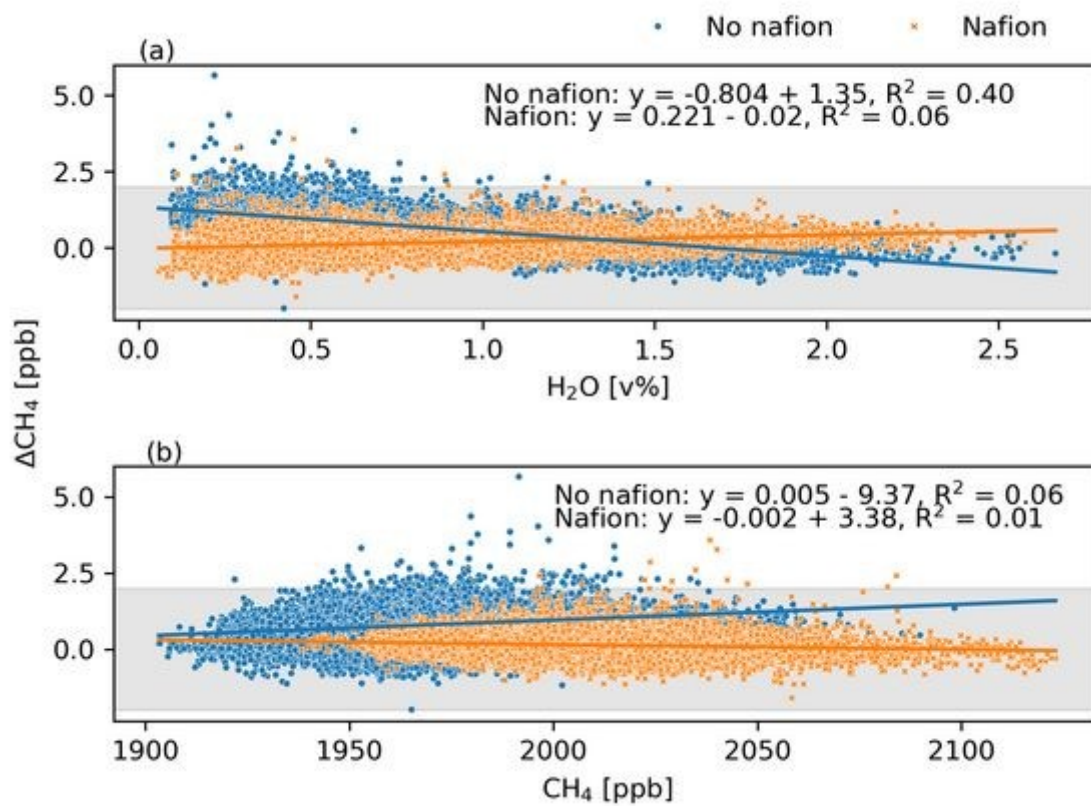 No nafion Nafion
(a)
No nafion: y = -0.804 + 1.35, R² = 0.40
Nafion: y = 0.221 - 0.02, R² = 0.06
5.0
2.5
0.0
0.0 0.5 1.0 1.5 2.0 2.5
H₂O [v%]
ΔCH₄ [ppb]
(b)
No nafion: y = 0.005 - 9.37, R² = 0.06
Nafion: y = -0.002 + 3.38, R² = 0.01
5.0
2.5
0.0
1900 1950 2000 2050 2100
CH₄ [ppb]